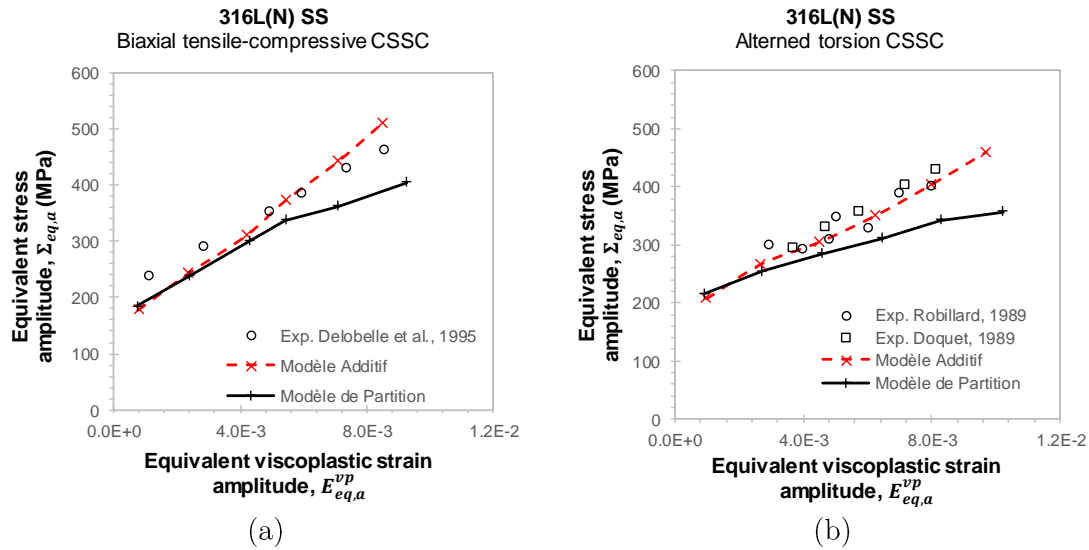 316L(N) SS
Biaxial tensile-compressive CSSC
600
500
400
300
200
100
0
Equivalent stress
amplitude, Σeq,a (MPa)
Exp. Delobelle et al., 1995
Modèle Additif
Modèle de Partition
0.0E+0
4.0E-3
8.0E-3
1.2E-2
Equivalent viscoplastic strain
amplitude, E^vp_eq,a
(a)
316L(N) SS
Alterned torsion CSSC
600
500
400
300
200
100
0
Equivalent stress
amplitude, Σeq,a (MPa)
Exp. Robillard, 1989
Exp. Doquet, 1989
Modèle Additif
Modèle de Partition
0.0E+0
4.0E-3
8.0E-3
1.2E-2
Equivalent viscoplastic strain
amplitude, E^vp_eq,a
(b)